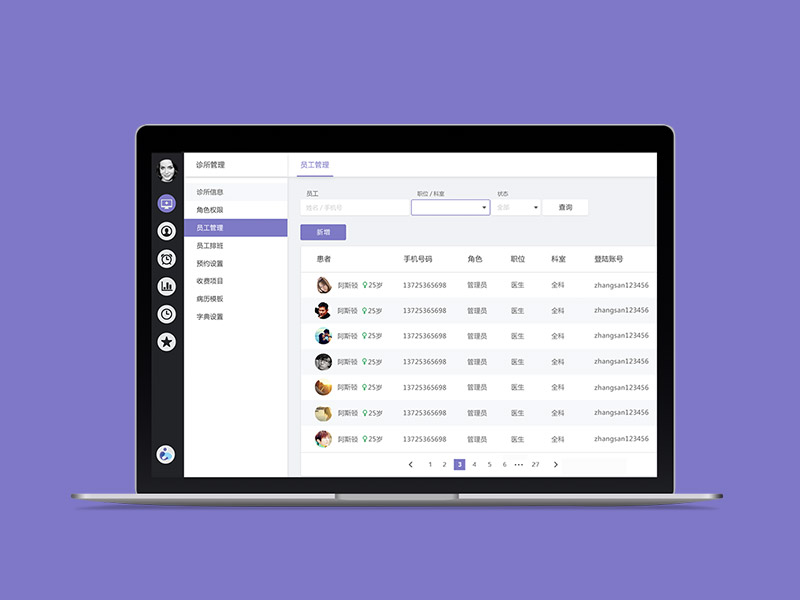 诊所管理
诊所信息
角色权限
员工管理
员工排班
预约设置
收费项目
病历模板
字典设置
员工管理
员工 职位 / 科室 状态
姓名 / 手机号 全部 查询
新增
患者 手机号码 角色 职位 科室 登陆账号
阿斯顿 25岁 13725365698 管理员 医生 全科 zhangsan123456
阿斯顿 25岁 13725365698 管理员 医生 全科 zhangsan123456
阿斯顿 25岁 13725365698 管理员 医生 全科 zhangsan123456
阿斯顿 25岁 13725365698 管理员 医生 全科 zhangsan123456
阿斯顿 25岁 13725365698 管理员 医生 全科 zhangsan123456
阿斯顿 25岁 13725365698 管理员 医生 全科 zhangsan123456
阿斯顿 25岁 13725365698 管理员 医生 全科 zhangsan123456
1 2 3 4 5 6 ••• 27